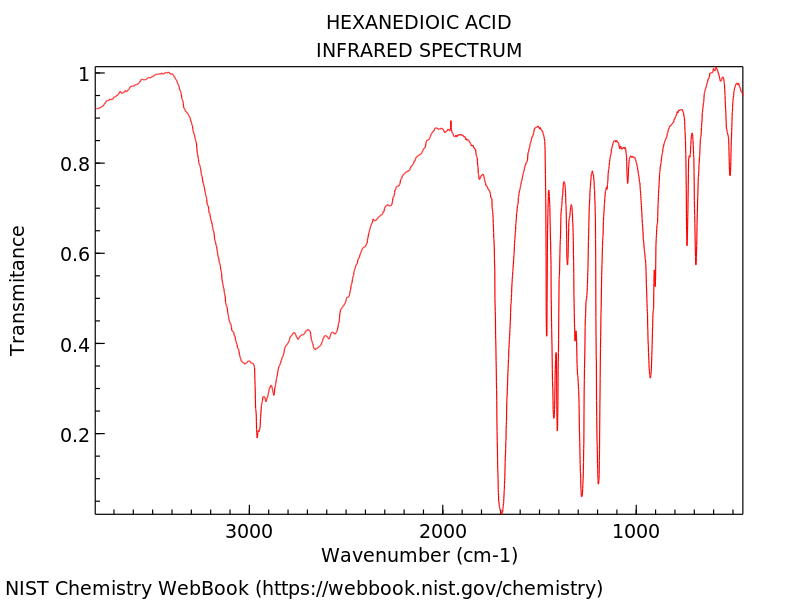 HEXANEDIOIC ACID
INFRARED SPECTRUM
1
0.8
0.6
0.4
0.2
Transmitance
3000 2000 1000
Wavenumber (cm-1)
NIST Chemistry WebBook (https://webbook.nist.gov/chemistry)